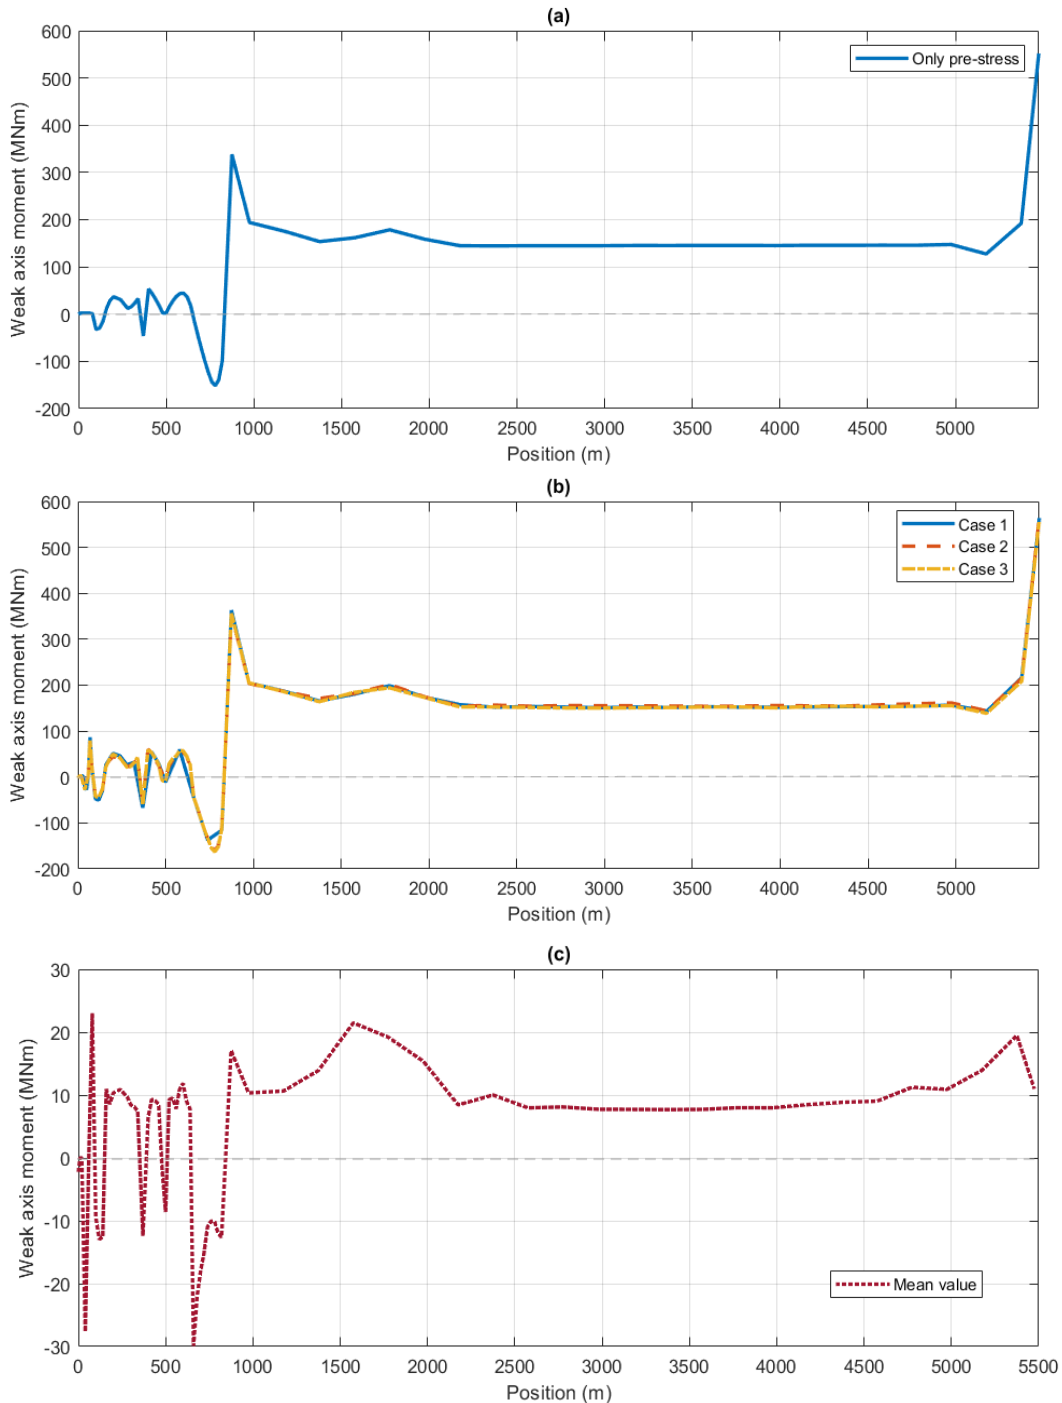 (a)
600
500
400
300
200
100
0
-100
-200
Weak axis moment (MNm)
Only pre-stress
0 500 1000 1500 2000 2500 3000 3500 4000 4500 5000
Position (m)
(b)
600
500
400
300
200
100
0
-100
-200
Weak axis moment (MNm)
Case 1
Case 2
Case 3
0 500 1000 1500 2000 2500 3000 3500 4000 4500 5000
Position (m)
(c)
30
20
10
0
-10
-20
-30
Weak axis moment (MNm)
Mean value
0 500 1000 1500 2000 2500 3000 3500 4000 4500 5000 5500
Position (m)